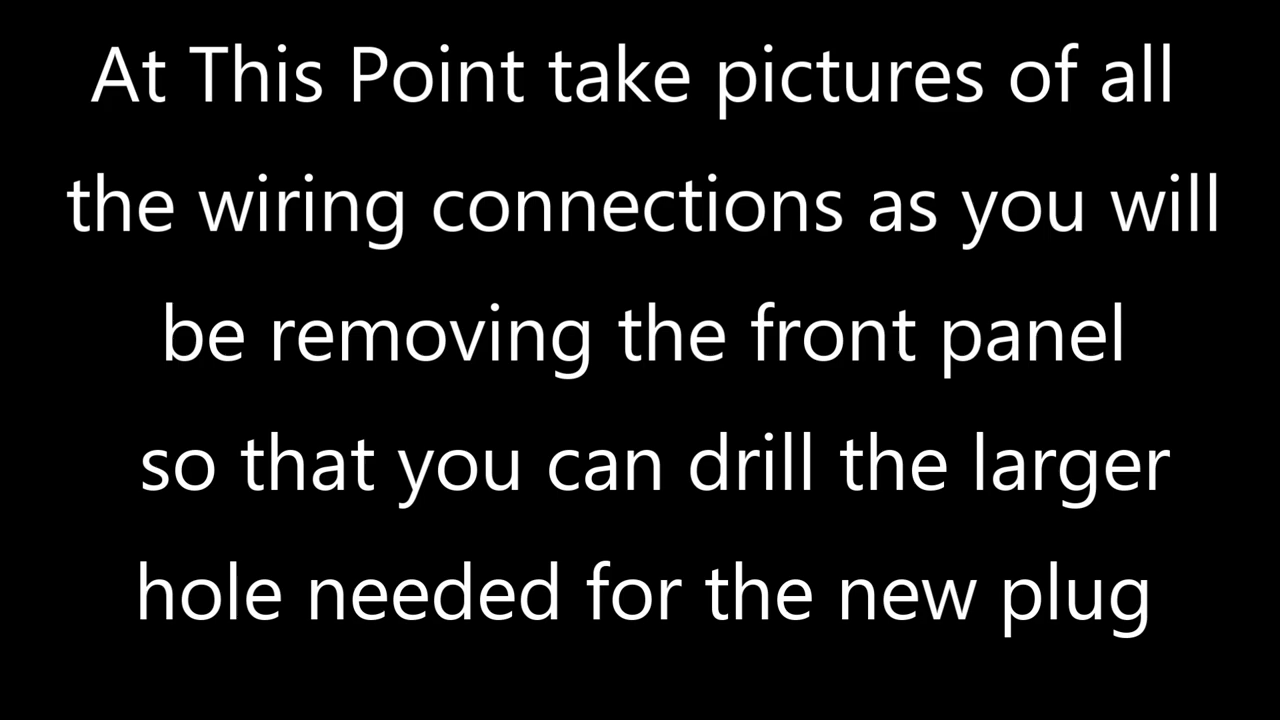 At This Point take pictures of all
the wiring connections as you will
be removing the front panel
so that you can drill the larger
hole needed for the new plug